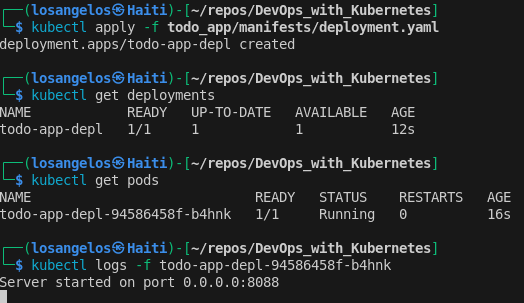 ┌──(losangelos㉿Haiti)-[~/repos/DevOps_with_Kubernetes]
└─$ kubectl apply -f todo_app/manifests/deployment.yaml
deployment.apps/todo-app-depl created
┌──(losangelos㉿Haiti)-[~/repos/DevOps_with_Kubernetes]
└─$ kubectl get deployments
NAME            READY   UP-TO-DATE   AVAILABLE   AGE
todo-app-depl   1/1     1            1           12s
┌──(losangelos㉿Haiti)-[~/repos/DevOps_with_Kubernetes]
└─$ kubectl get pods
NAME                            READY   STATUS    RESTARTS   AGE
todo-app-depl-94586458f-b4hnk   1/1     Running   0          16s
┌──(losangelos㉿Haiti)-[~/repos/DevOps_with_Kubernetes]
└─$ kubectl logs -f todo-app-depl-94586458f-b4hnk
Server started on port 0.0.0.0:8088